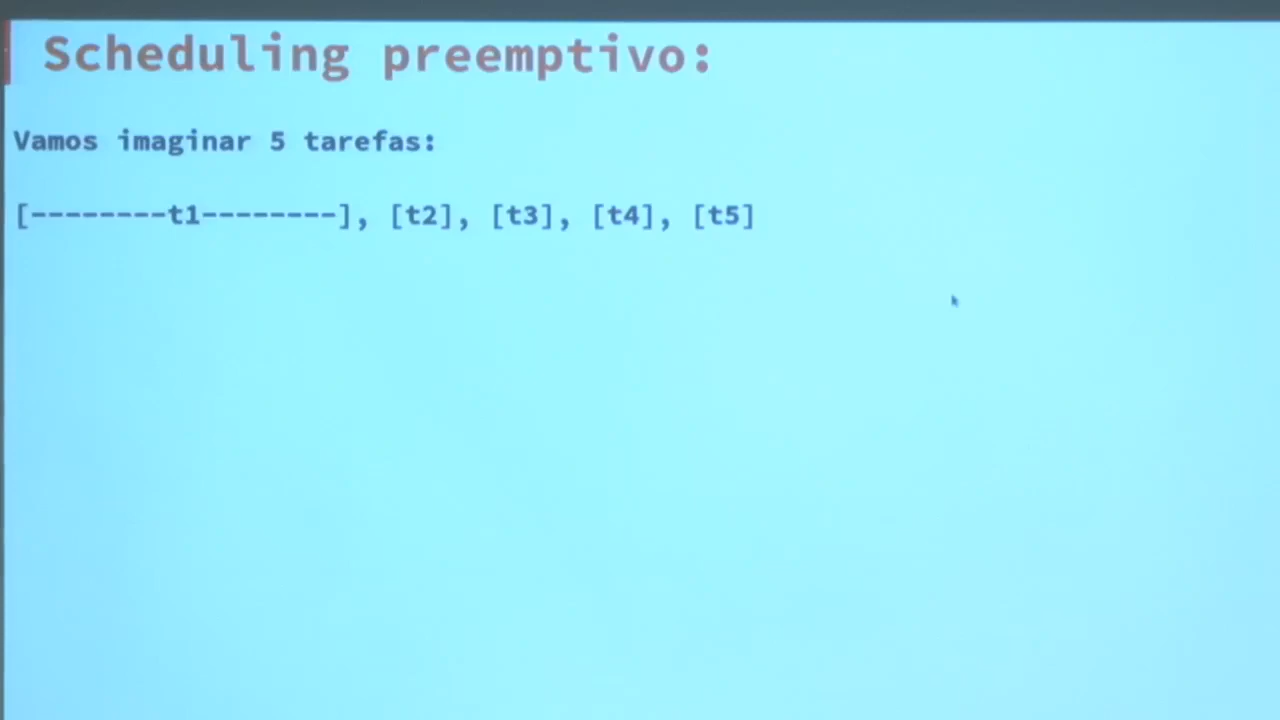 Scheduling preemptivo:
Vamos imaginar 5 tarefas:
[--------t1--------], [t2], [t3], [t4], [t5]